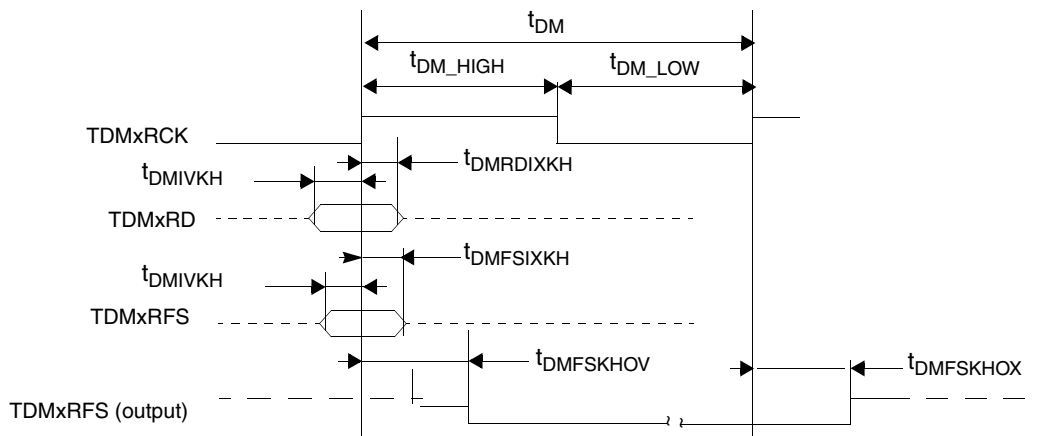 tDM
tDM_HIGH
tDM_LOW
TDMxRCK
tDMRDIXKH
tDMIVKH
TDMxRD
tDMFSIXKH
tDMIVKH
TDMxRFS
tDMFSKHOV
tDMFSKHOX
TDMxRFS (output)